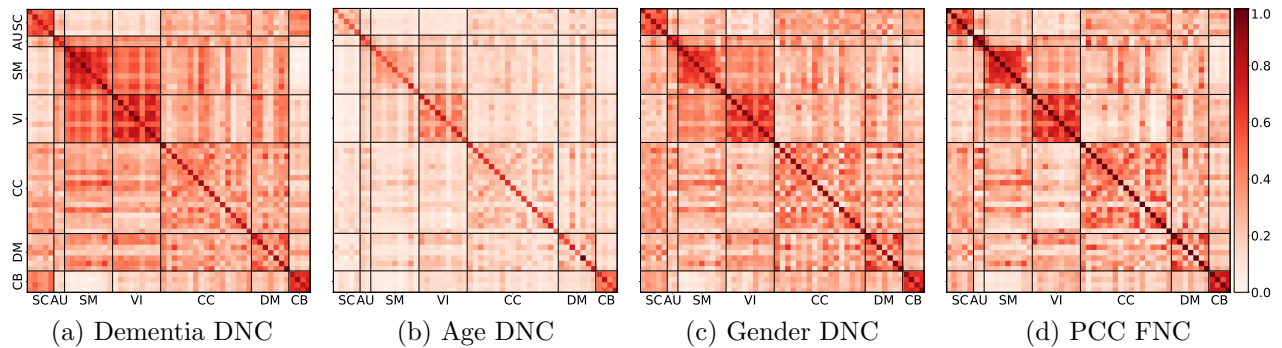 SC
AU
SM
VI
CC
DM
CB
SC AU SM VI CC DM CB
SC AU SM VI CC DM CB
SC AU SM VI CC DM CB
SC AU SM VI CC DM CB
1.0
0.8
0.6
0.4
0.2
0.0
(a) Dementia DNC
(b) Age DNC
(c) Gender DNC
(d) PCC FNC